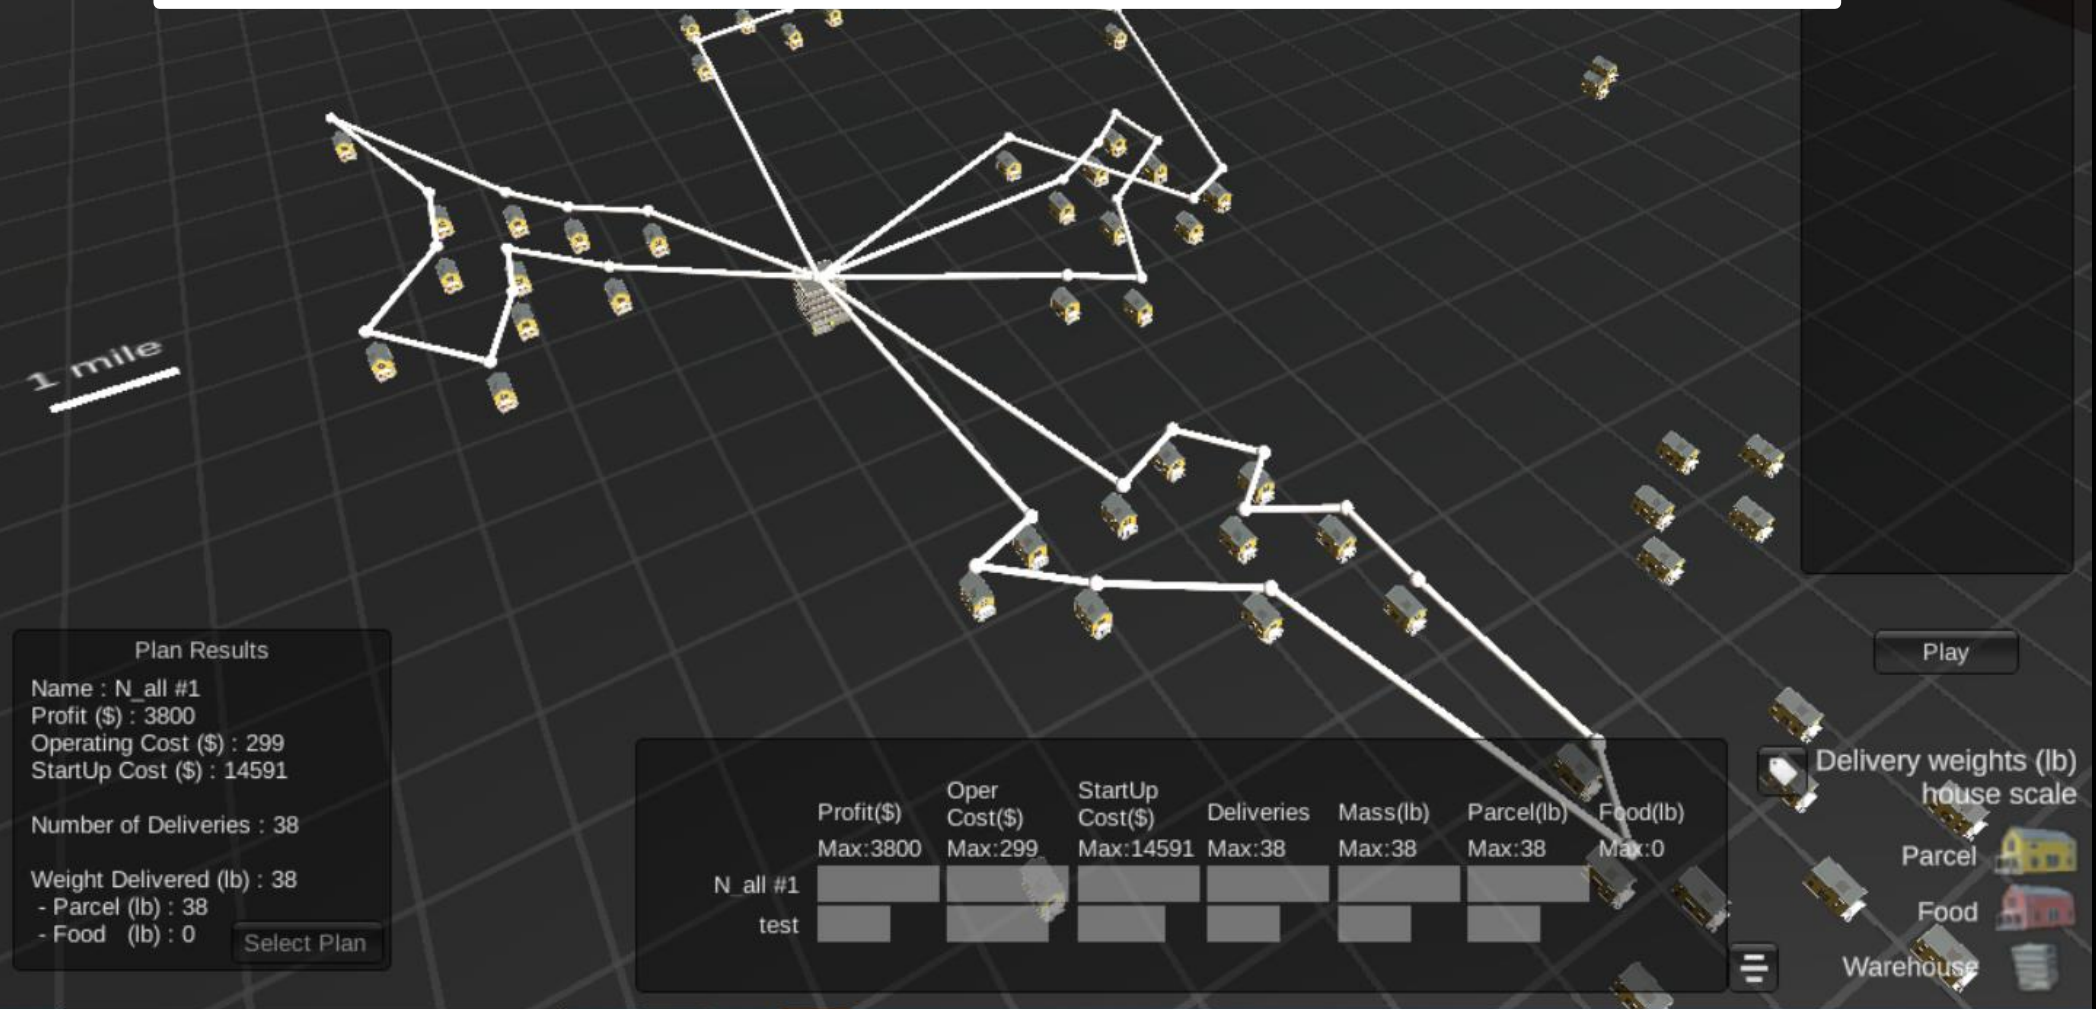 1 mile
Plan Results
Name : N_all #1
Profit ($) : 3800
Operating Cost ($) : 299
StartUp Cost ($) : 14591
Number of Deliveries : 38
Weight Delivered (lb) : 38
- Parcel (lb) : 38
- Food (lb) : 0
Select Plan
Profit($) Oper Cost($) StartUp Cost($) Deliveries Mass(lb) Parcel(lb) Food(lb)
Max:3800 Max:299 Max:14591 Max:38 Max:38 Max:38 Max:0
N_all #1
test
Play
Delivery weights (lb)
house scale
Parcel
Food
Warehouse